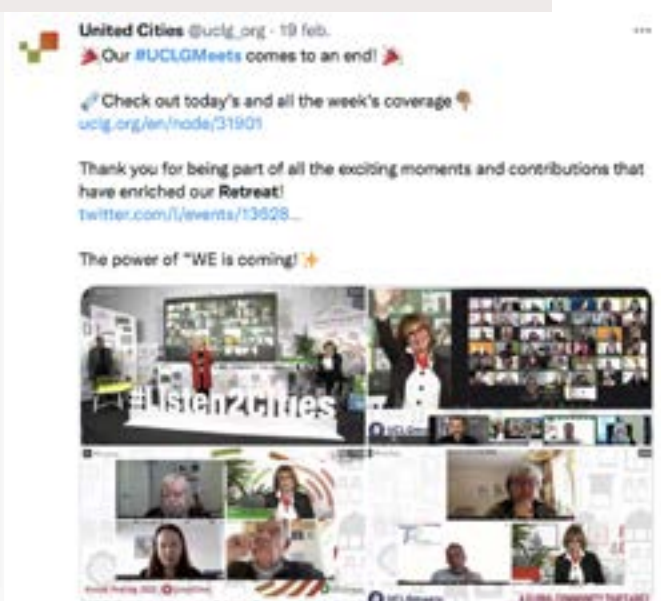 United Cities @uclg_org · 19 feb.
Our #UCLGMeets comes to an end!
Check out today's and all the week's coverage
uclg.org/en/node/31901
Thank you for being part of all the exciting moments and contributions that
have enriched our Retreat!
twitter.com/i/events/13628...
The power of "WE is coming!
#Listen2Cities